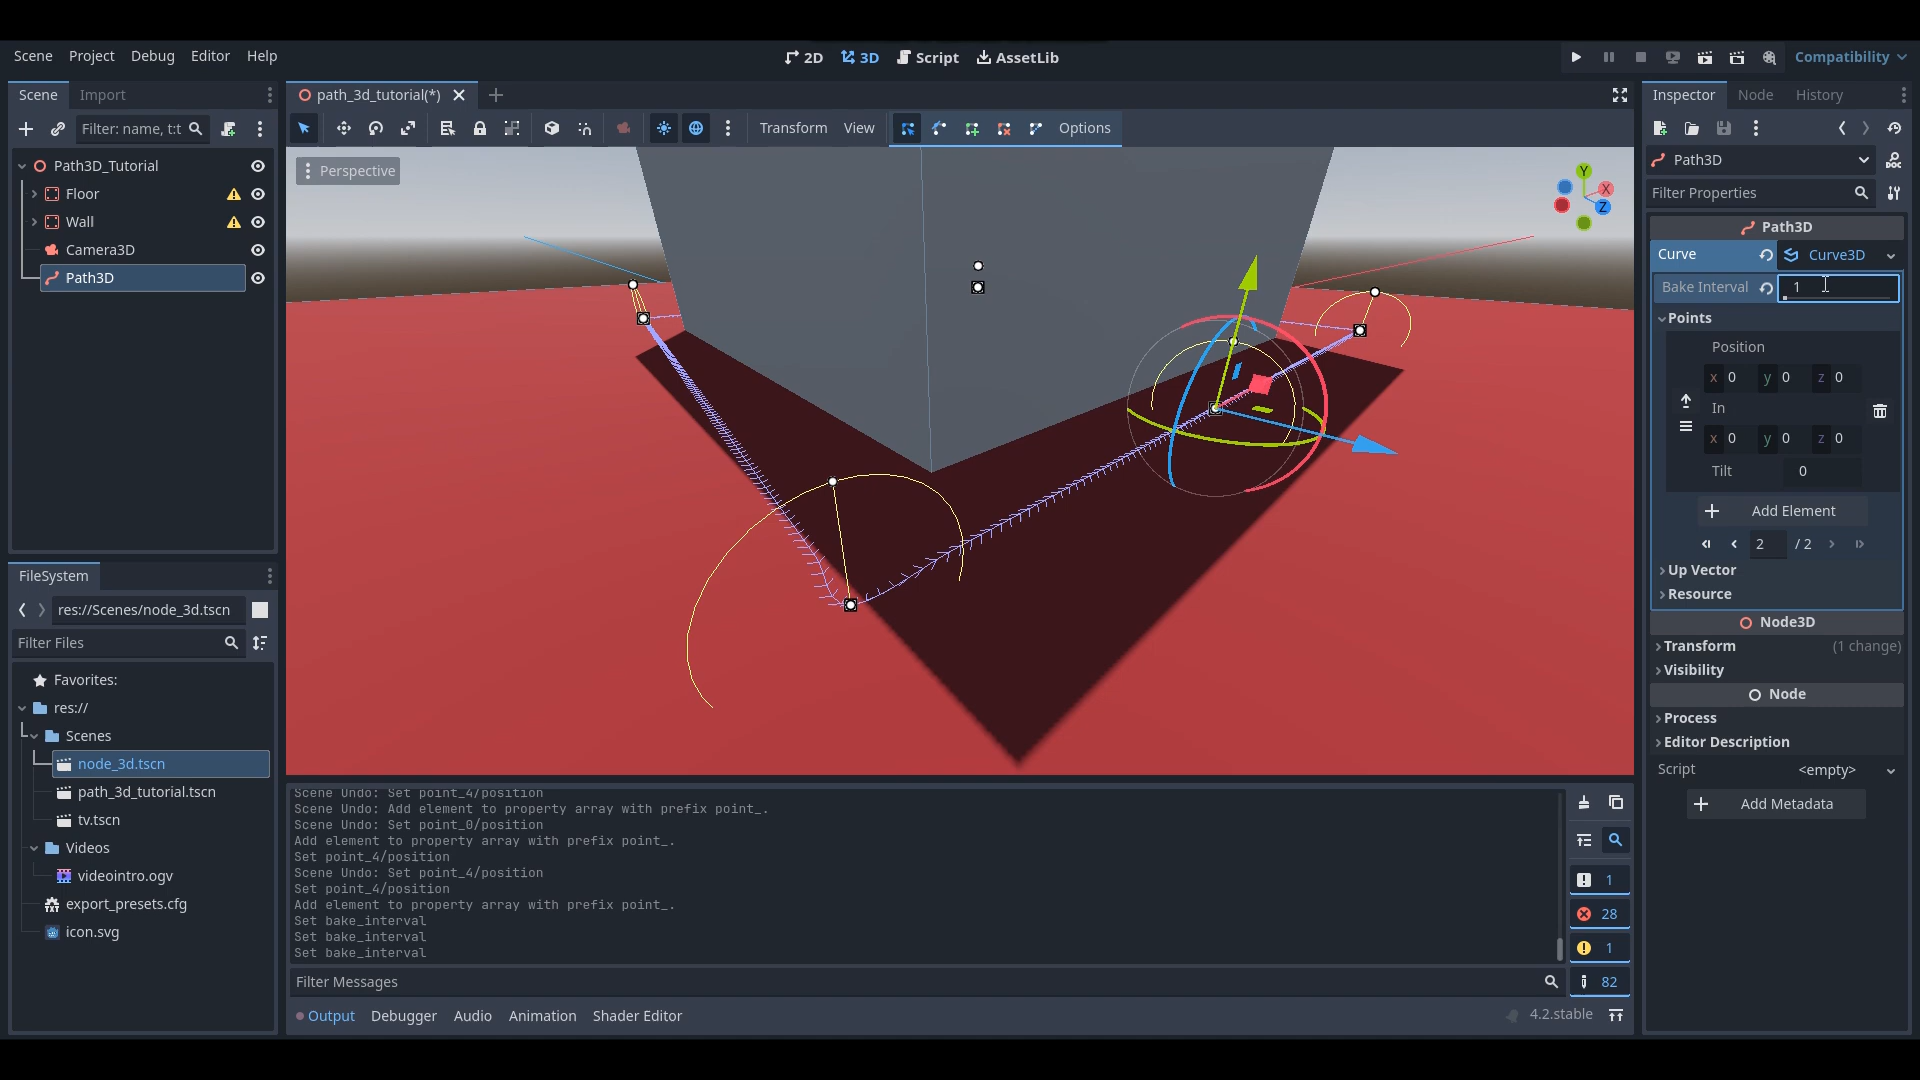 Scene Project Debug Editor Help
2D 3D Script AssetLib
Compatibility
Scene Import
Filter: name, t:t
Path3D_Tutorial
Floor
Wall
Camera3D
Path3D
FileSystem
res://Scenes/node_3d.tscn
Filter Files
Favorites:
res://
Scenes
node_3d.tscn
path_3d_tutorial.tscn
tv.tscn
Videos
videointro.ogv
export_presets.cfg
icon.svg
path_3d_tutorial(*)
Transform View Options
Perspective
Y
X
Z
Scene Undo: Set point_4/position
Scene Undo: Add element to property array with prefix point_.
Scene Undo: Set point_0/position
Add element to property array with prefix point_.
Set point_4/position
Scene Undo: Set point_4/position
Set point_4/position
Add element to property array with prefix point_.
Set bake_interval
Set bake_interval
Set bake_interval
Filter Messages
1
28
1
82
Output Debugger Audio Animation Shader Editor
4.2.stable
Inspector Node History
Path3D
Filter Properties
Path3D
Curve Curve3D
Bake Interval 1
Points
Position
x 0 y 0 z 0
In
x 0 y 0 z 0
Tilt 0
Add Element
2 / 2
Up Vector
Resource
Node3D
Transform (1 change)
Visibility
Node
Process
Editor Description
Script <empty>
Add Metadata